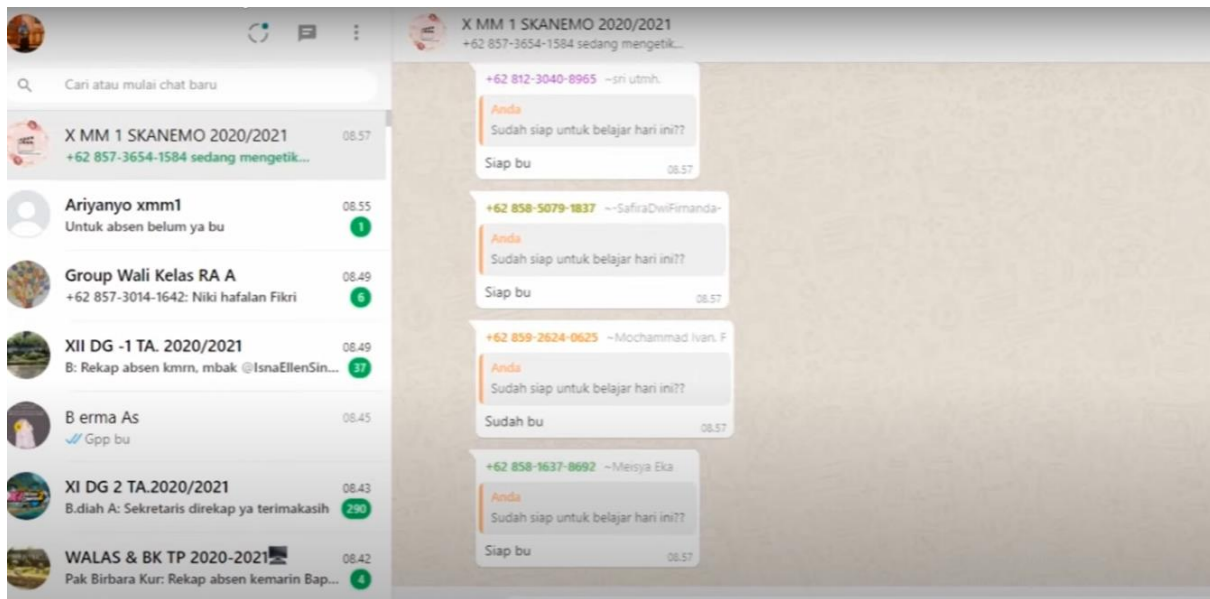 Cari atau mulai chat baru
X MM 1 SKANEMO 2020/2021 08.57
+62 857-3654-1584 sedang mengetik...
Ariyanyo xmm1 08.55
Untuk absen belum ya bu 1
Group Wali Kelas RA A 08.49
+62 857-3014-1642: Niki hafalan Fikri 6
XII DG -1 TA. 2020/2021 08.49
B: Rekap absen kmrn, mbak @IsnaEllenSin... 37
B erma As 08.45
Gpp bu
XI DG 2 TA.2020/2021 08.43
B.diah A: Sekretaris direkap ya terimakasih 290
WALAS & BK TP 2020-2021 08.42
Pak Birbara Kur: Rekap absen kemarin Bap... 4
X MM 1 SKANEMO 2020/2021
+62 857-3654-1584 sedang mengetik...
+62 812-3040-8965 ~sri utmh.
Anda
Sudah siap untuk belajar hari ini??
Siap bu 08.57
+62 858-5079-1837 ~-SafiraDwiFirnanda-
Anda
Sudah siap untuk belajar hari ini??
Siap bu 08.57
+62 859-2624-0625 ~Mochammad Ivan. F
Anda
Sudah siap untuk belajar hari ini??
Sudah bu 08.57
+62 858-1637-8692 ~Meisya Eka
Anda
Sudah siap untuk belajar hari ini??
Siap bu 08.57